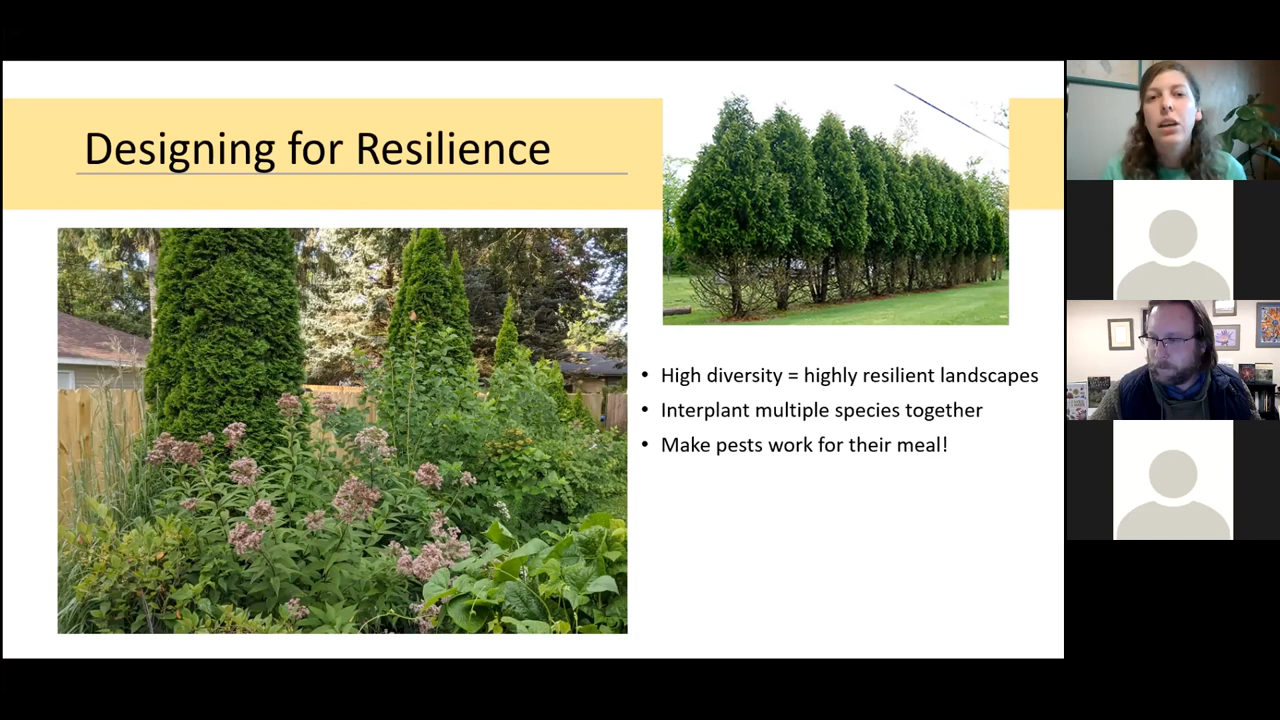 Designing for Resilience
• High diversity = highly resilient landscapes
• Interplant multiple species together
• Make pests work for their meal!